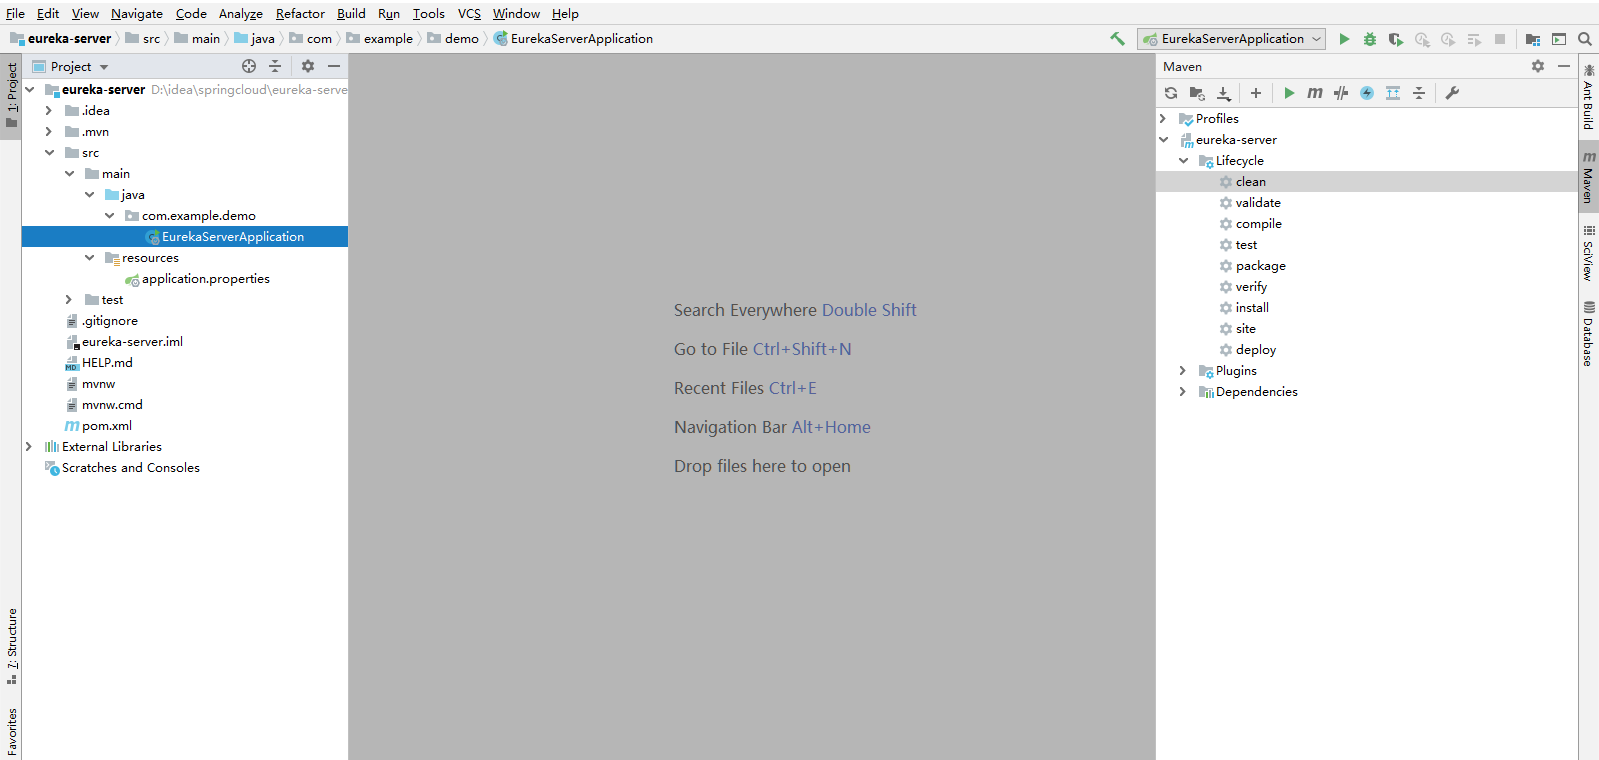 File Edit View Navigate Code Analyze Refactor Build Run Tools VCS Window Help
eureka-server src main java com example demo EurekaServerApplication
EurekaServerApplication
1: Project
7: Structure
Favorites
Project
eureka-server D:\idea\springcloud\eureka-serve
.idea
.mvn
src
main
java
com.example.demo
EurekaServerApplication
resources
application.properties
test
.gitignore
eureka-server.iml
HELP.md
mvnw
mvnw.cmd
pom.xml
External Libraries
Scratches and Consoles
Search Everywhere Double Shift
Go to File Ctrl+Shift+N
Recent Files Ctrl+E
Navigation Bar Alt+Home
Drop files here to open
Maven
Profiles
eureka-server
Lifecycle
clean
validate
compile
test
package
verify
install
site
deploy
Plugins
Dependencies
Ant Build
Maven
SciView
Database